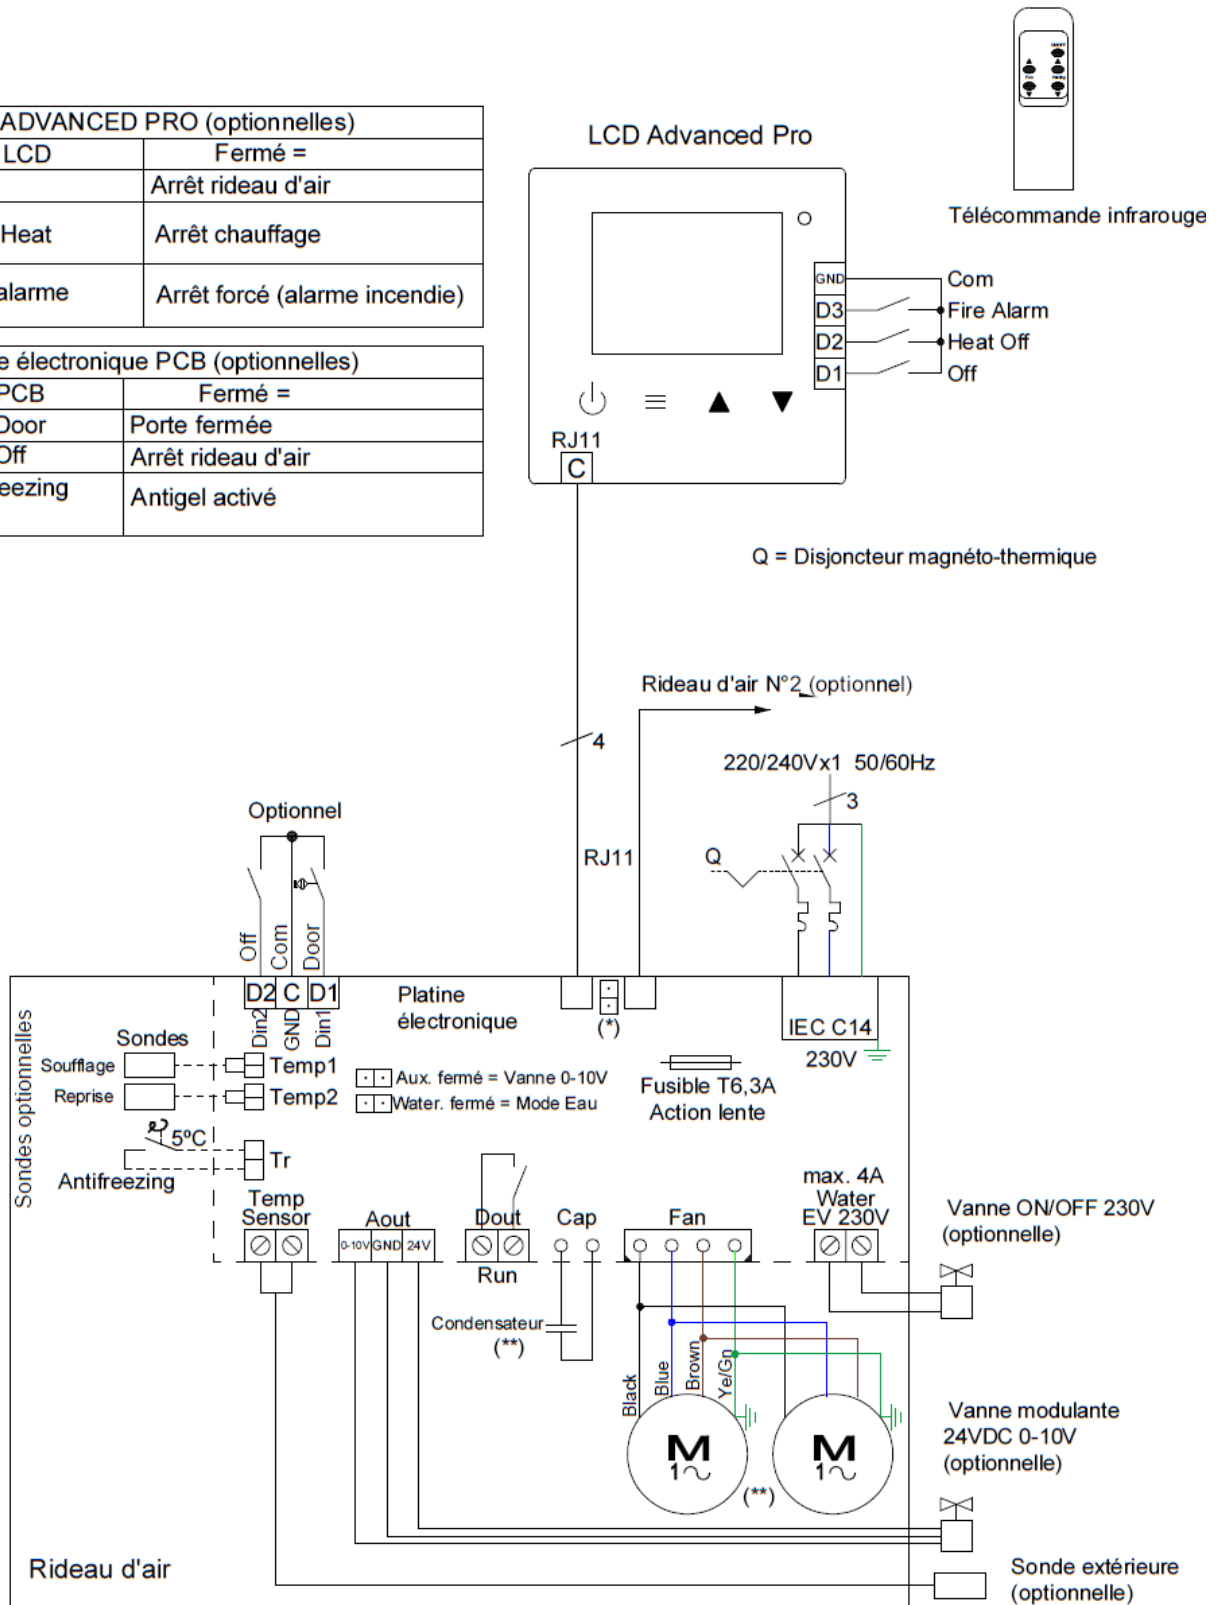 ADVANCED PRO (optionnelles)
LCD Fermé =
Arrêt rideau d'air
Heat Arrêt chauffage
alarme Arrêt forcé (alarme incendie)
e électronique PCB (optionnelles)
PCB Fermé =
Door Porte fermée
Off Arrêt rideau d'air
eezing Antigel activé
LCD Advanced Pro
Télécommande infrarouge
GND Com
D3 Fire Alarm
D2 Heat Off
D1 Off
RJ11
C
Q = Disjoncteur magnéto-thermique
Rideau d'air N°2 (optionnel)
4
220/240Vx1 50/60Hz
3
Optionnel
RJ11
Q
Off
Com
Door
D2 C D1
Din2
GND
Din1
Platine
électronique
(*)
IEC C14
230V
Sondes optionnelles
Sondes
Soufflage
Temp1
Reprise
Temp2
Aux. fermé = Vanne 0-10V
Water. fermé = Mode Eau
Fusible T6,3A
Action lente
5ºC
Tr
Antifreezing
Temp
Sensor
Aout
0-10V GND 24V
Dout
Run
Cap
Fan
max. 4A
Water
EV 230V
Vanne ON/OFF 230V
(optionnelle)
Condensateur
(**)
Black
Blue
Brown
Ye/Gn
M
1
M
1
(**)
Vanne modulante
24VDC 0-10V
(optionnelle)
Rideau d'air
Sonde extérieure
(optionnelle)